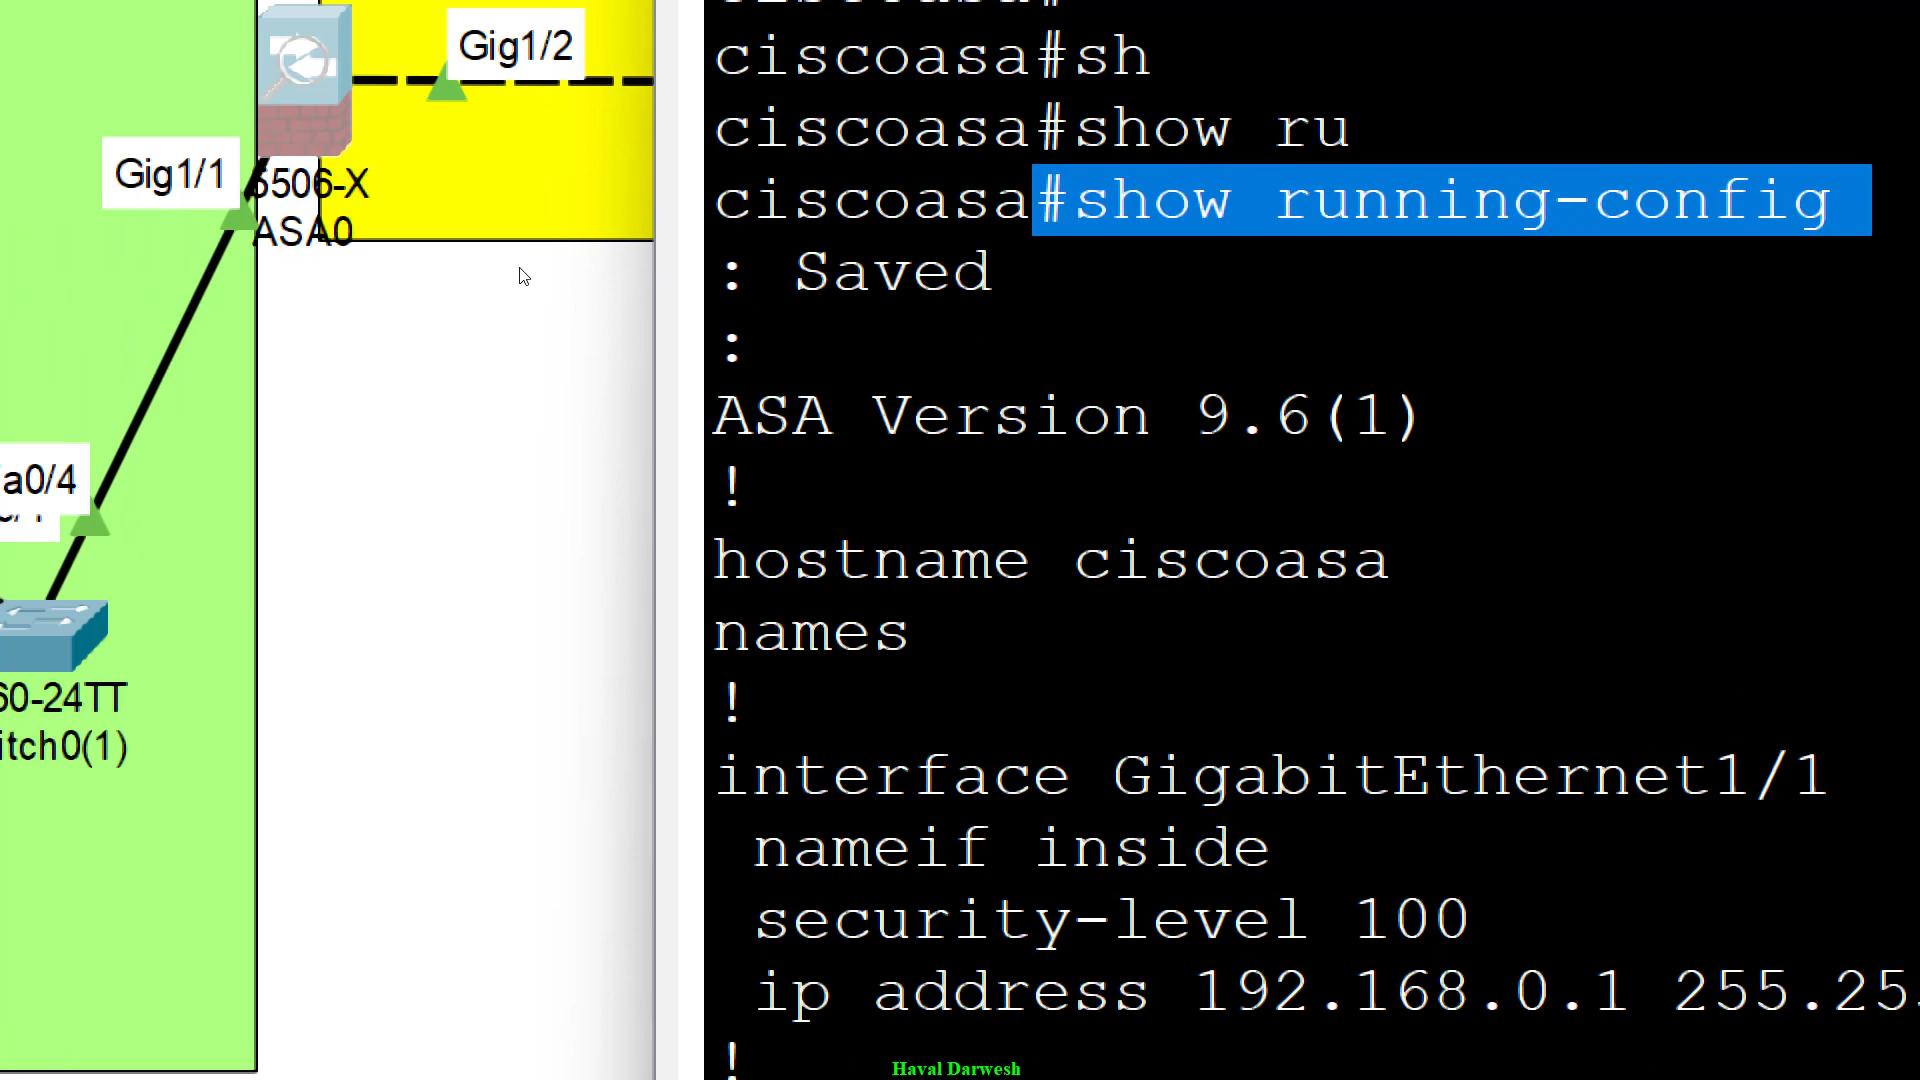 Gig1/2
Gig1/1
5506-X
ASA0
a0/4
60-24TT
itch0(1)
ciscoasa#sh
ciscoasa#show ru
ciscoasa#show running-config
: Saved
:
ASA Version 9.6(1)
!
hostname ciscoasa
names
!
interface GigabitEthernet1/1
nameif inside
security-level 100
ip address 192.168.0.1 255.25
!
Haval Darwesh